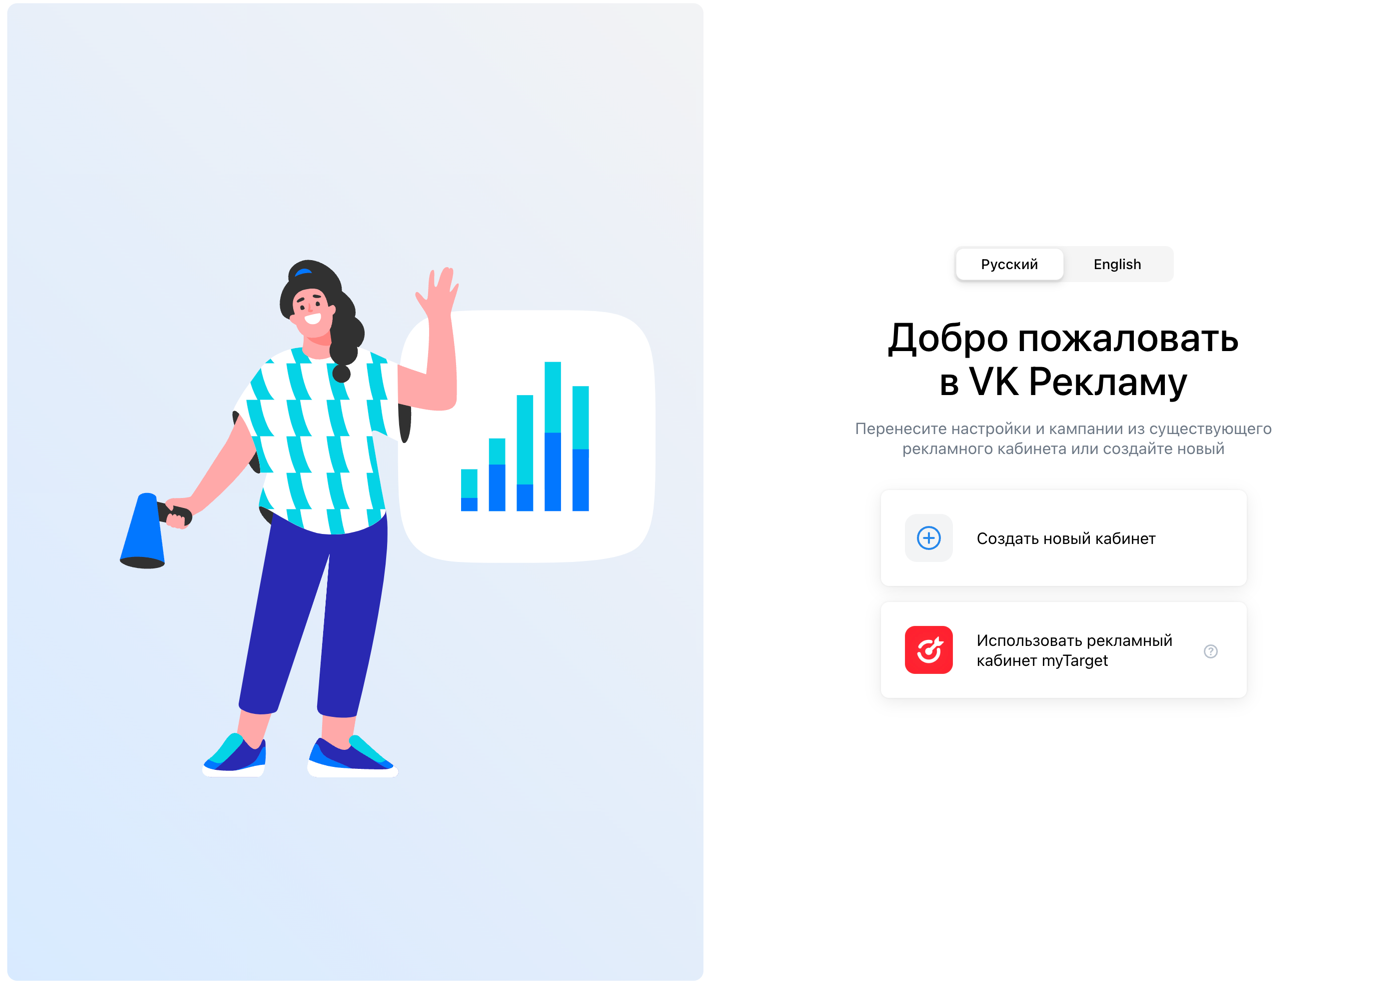 Русский English
Добро пожаловать
в VK Рекламу
Перенесите настройки и кампании из существующего
рекламного кабинета или создайте новый
Создать новый кабинет
Использовать рекламный
кабинет myTarget
?